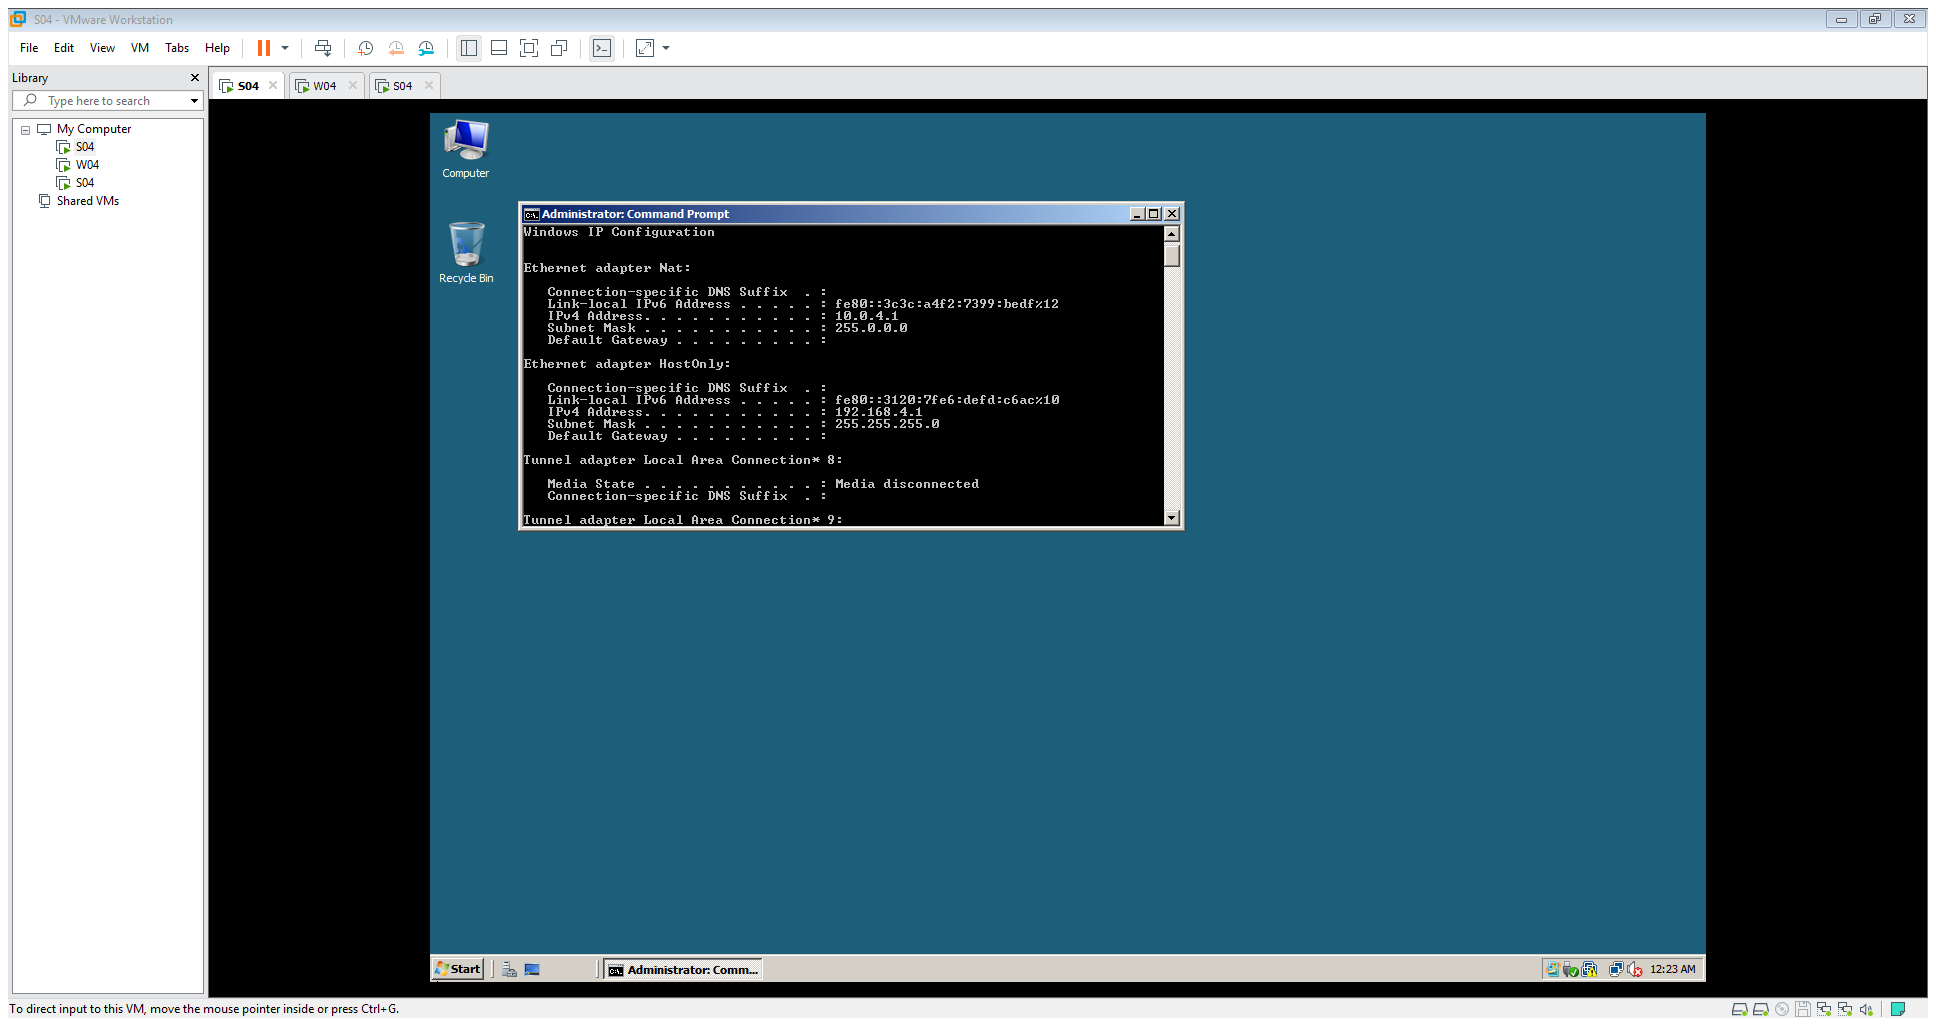 S04 - VMware Workstation
File Edit View VM Tabs Help
Library
Type here to search
My Computer
S04
W04
S04
Shared VMs
S04 W04 S04
Computer
Recycle Bin
Administrator: Command Prompt
Windows IP Configuration
Ethernet adapter Nat:
Connection-specific DNS Suffix . :
Link-local IPv6 Address . . . . . : fe80::3c3c:a4f2:7399:bedf%12
IPv4 Address. . . . . . . . . . . : 10.0.4.1
Subnet Mask . . . . . . . . . . . : 255.0.0.0
Default Gateway . . . . . . . . . :
Ethernet adapter HostOnly:
Connection-specific DNS Suffix . :
Link-local IPv6 Address . . . . . : fe80::3120:7fe6:defd:c6ac%10
IPv4 Address. . . . . . . . . . . : 192.168.4.1
Subnet Mask . . . . . . . . . . . : 255.255.255.0
Default Gateway . . . . . . . . . :
Tunnel adapter Local Area Connection* 8:
Media State . . . . . . . . . . . : Media disconnected
Connection-specific DNS Suffix . :
Tunnel adapter Local Area Connection* 9:
Start
Administrator: Comm...
12:23 AM
To direct input to this VM, move the mouse pointer inside or press Ctrl+G.